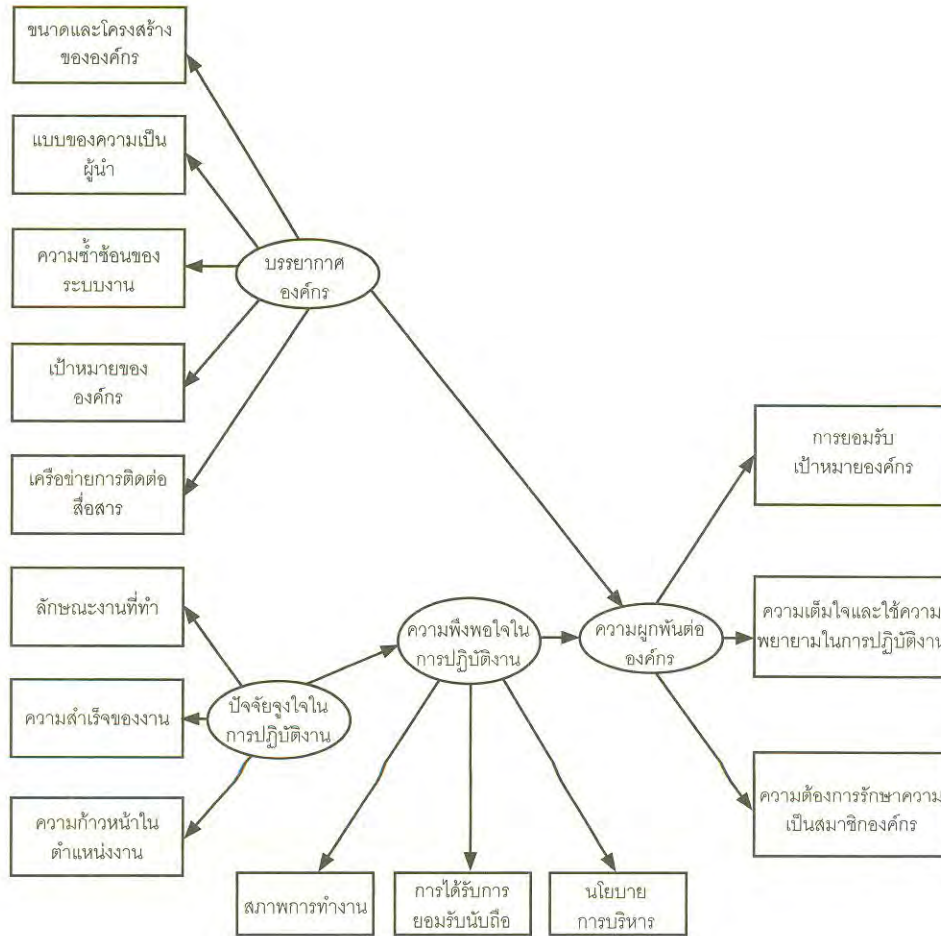 ขนาดและโครงสร้าง
ขององค์กร
แบบของความเป็น
ผู้นำ
ความซ้ำซ้อนของ
ระบบงาน
บรรยากาศ
องค์กร
เป้าหมายของ
องค์กร
เครือข่ายการติดต่อ
สื่อสาร
การยอมรับ
เป้าหมายองค์กร
ลักษณะงานที่ทำ
ความพึงพอใจใน
การปฏิบัติงาน
ความผูกพันต่อ
องค์กร
ความเต็มใจและใช้ความ
พยายามในการปฏิบัติงาน
ความสำเร็จของงาน
ปัจจัยจูงใจใน
การปฏิบัติงาน
ความก้าวหน้าใน
ตำแหน่งงาน
ความต้องการรักษาความ
เป็นสมาชิกองค์กร
สภาพการทำงาน
การได้รับการ
ยอมรับนับถือ
นโยบาย
การบริหาร